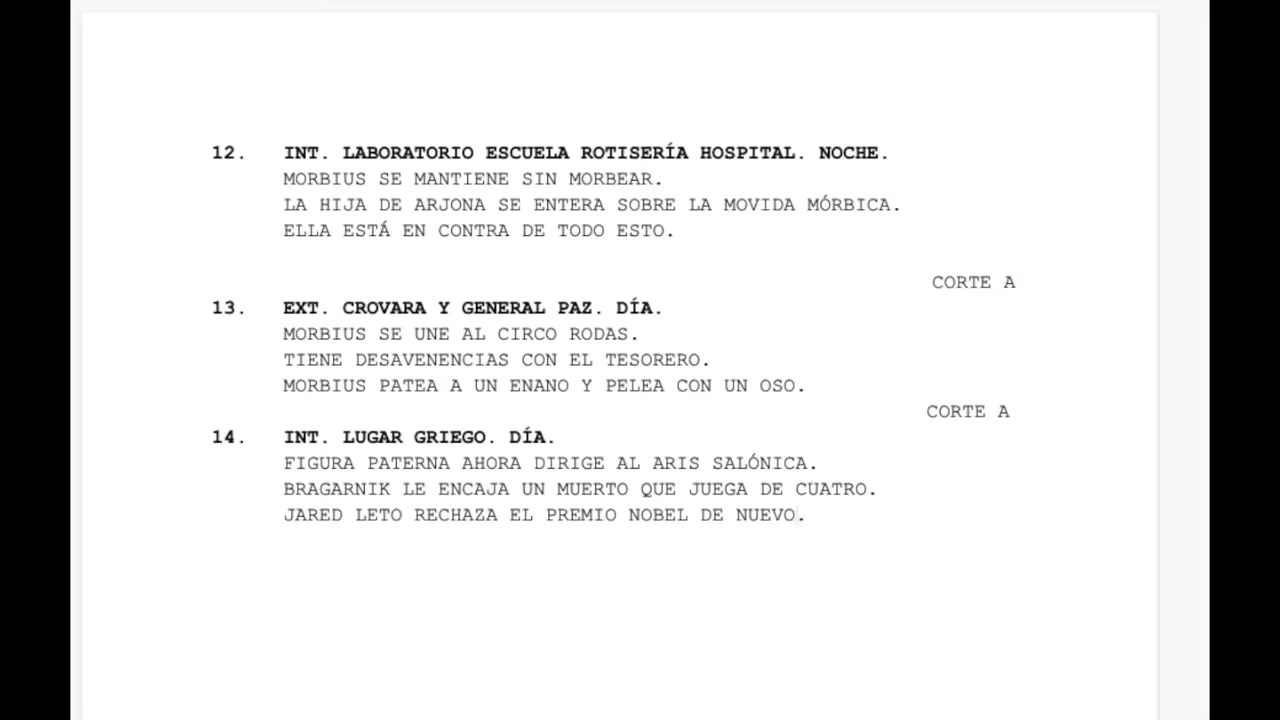 12. INT. LABORATORIO ESCUELA ROTISERÍA HOSPITAL. NOCHE.
MORBIUS SE MANTIENE SIN MORBEAR.
LA HIJA DE ARJONA SE ENTERA SOBRE LA MOVIDA MÓRBICA.
ELLA ESTÁ EN CONTRA DE TODO ESTO.
CORTE A
13. EXT. CROVARA Y GENERAL PAZ. DÍA.
MORBIUS SE UNE AL CIRCO RODAS.
TIENE DESAVENENCIAS CON EL TESORERO.
MORBIUS PATEA A UN ENANO Y PELEA CON UN OSO.
CORTE A
14. INT. LUGAR GRIEGO. DÍA.
FIGURA PATERNA AHORA DIRIGE AL ARIS SALÓNICA.
BRAGARNIK LE ENCAJA UN MUERTO QUE JUEGA DE CUATRO.
JARED LETO RECHAZA EL PREMIO NOBEL DE NUEVO.